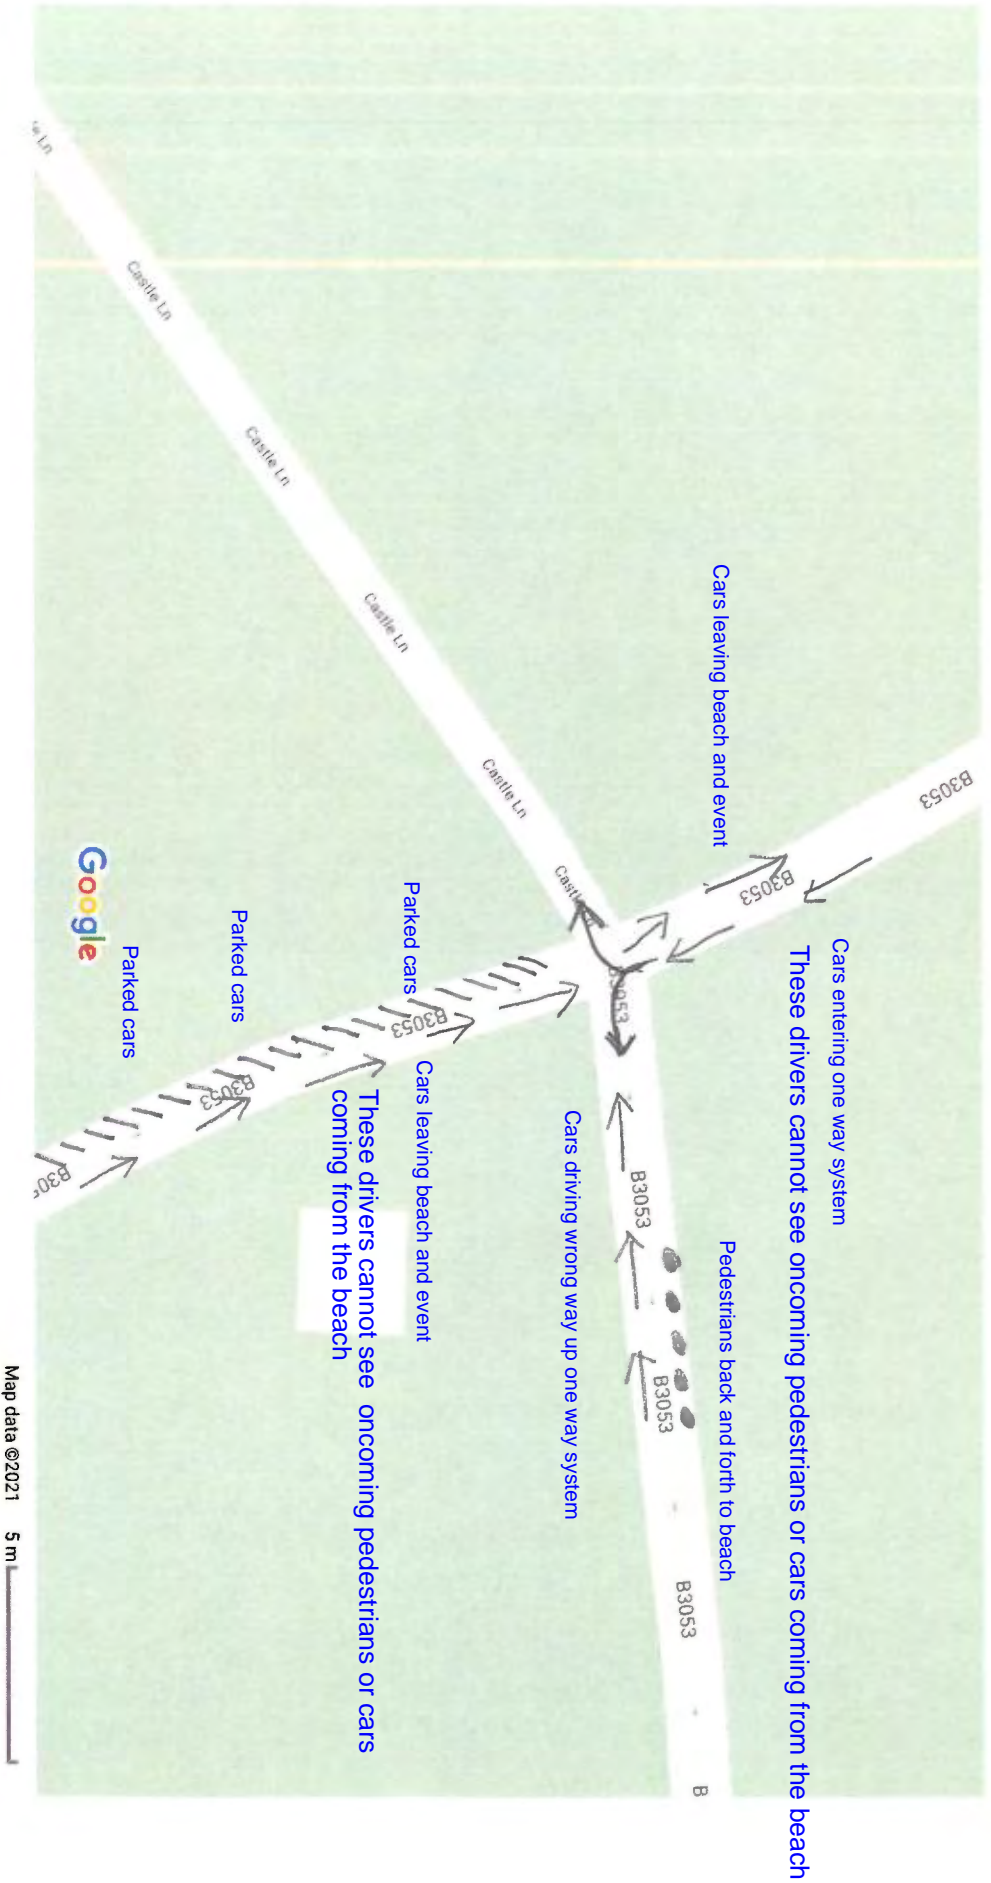 B3053
Cars entering one way system
These drivers cannot see oncoming pedestrians or cars coming from the beach
B3053
Cars leaving beach and event
Pedestrians back and forth to beach
B
B3053
B3053
B3053
B3053
Cars driving wrong way up one way system
Castle Ln
Parked cars
B3053
Cars leaving beach and event
Castle Ln
These drivers cannot see oncoming pedestrians or cars
coming from the beach
Castle Ln
Parked cars
B3053
Castle Ln
Parked cars
Google
Map data ©2021 5 m